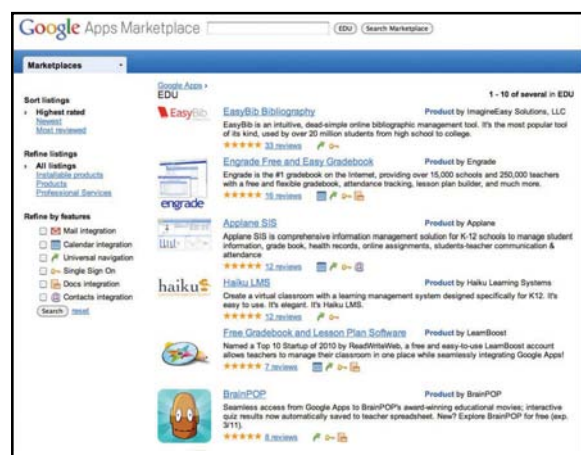 Google Apps Marketplace
EDU
Search Marketplace
Marketplaces
Sort listings
› Highest rated
Newest
Most reviewed
Refine listings
› All listings
Installable products
Products
Professional Services
Refine by features
Mail integration
Calendar integration
Universal navigation
Single Sign On
Docs integration
Contacts integration
Search reset
Google Apps ›
EDU
1 - 10 of several in EDU
EasyBib
EasyBib Bibliography Product by ImagineEasy Solutions, LLC
EasyBib is an intuitive, dead-simple online bibliographic management tool. It's the most popular tool
of its kind, used by over 20 million students from high school to college.
33 reviews
engrade
Engrade Free and Easy Gradebook Product by Engrade
Engrade is the #1 gradebook on the Internet, providing over 15,000 schools and 250,000 teachers
with a free and flexible gradebook, attendance tracking, lesson plan builder, and much more.
16 reviews
Applane SIS Product by Applane
Applane SIS is comprehensive information management solution for K-12 schools to manage student
information, grade book, health records, online assignments, students-teacher communication &
attendance
12 reviews
haiku
Haiku LMS Product by Haiku Learning Systems
Create a virtual classroom with a learning management system designed specifically for K12. It's
easy to use. It's elegant. It's Haiku LMS.
12 reviews
Free Gradebook and Lesson Plan Software Product by LearnBoost
Named a Top 10 Startup of 2010 by ReadWriteWeb, a free and easy-to-use LearnBoost account
allows teachers to manage their classroom in one place while seamlessly integrating Google Apps!
7 reviews
BrainPOP Product by BrainPOP
Seamless access from Google Apps to BrainPOP's award-winning educational movies; interactive
quiz results now automatically saved to teacher spreadsheet. New? Explore BrainPOP for free (exp.
3/11).
8 reviews